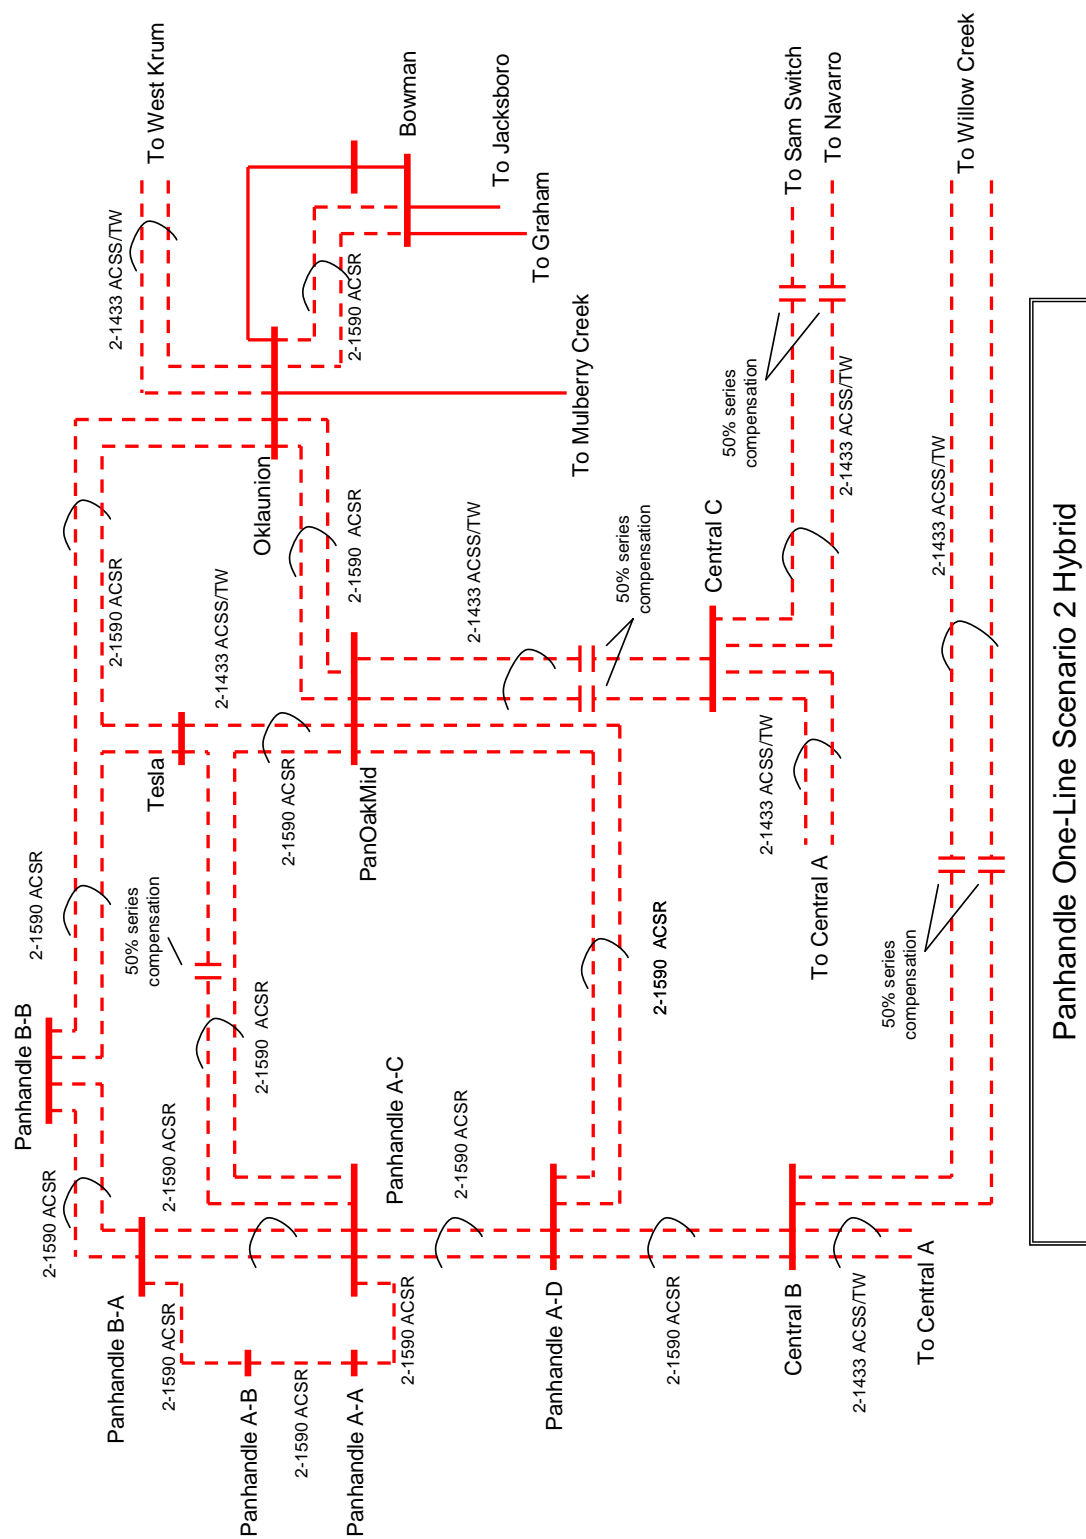 Panhandle B-B
2-1590 ACSR
2-1590 ACSR
Panhandle B-A
2-1590 ACSR
2-1433 ACSS/TW
50% series
compensation
Tesla
To West Krum
2-1590 ACSR
2-1590 ACSR
2-1433 ACSS/TW
Panhandle A-B
2-1590 ACSR
Oklaunion
2-1590 ACSR
2-1590 ACSR
Panhandle A-A
2-1590 ACSR
2-1590 ACSR
PanOakMid
Panhandle A-C
2-1590 ACSR
Bowman
2-1590 ACSR
2-1433 ACSS/TW
To Jacksboro
To Graham
Panhandle A-D
To Mulberry Creek
50% series
compensation
2-1590 ACSR
2-1590 ACSR
Central C
50% series
compensation
2-1433 ACSS/TW
Central B
To Sam Switch
To Central A
To Navarro
2-1433 ACSS/TW
2-1433 ACSS/TW
50% series
compensation
To Central A
2-1433 ACSS/TW
To Willow Creek
Panhandle One-Line Scenario 2 Hybrid